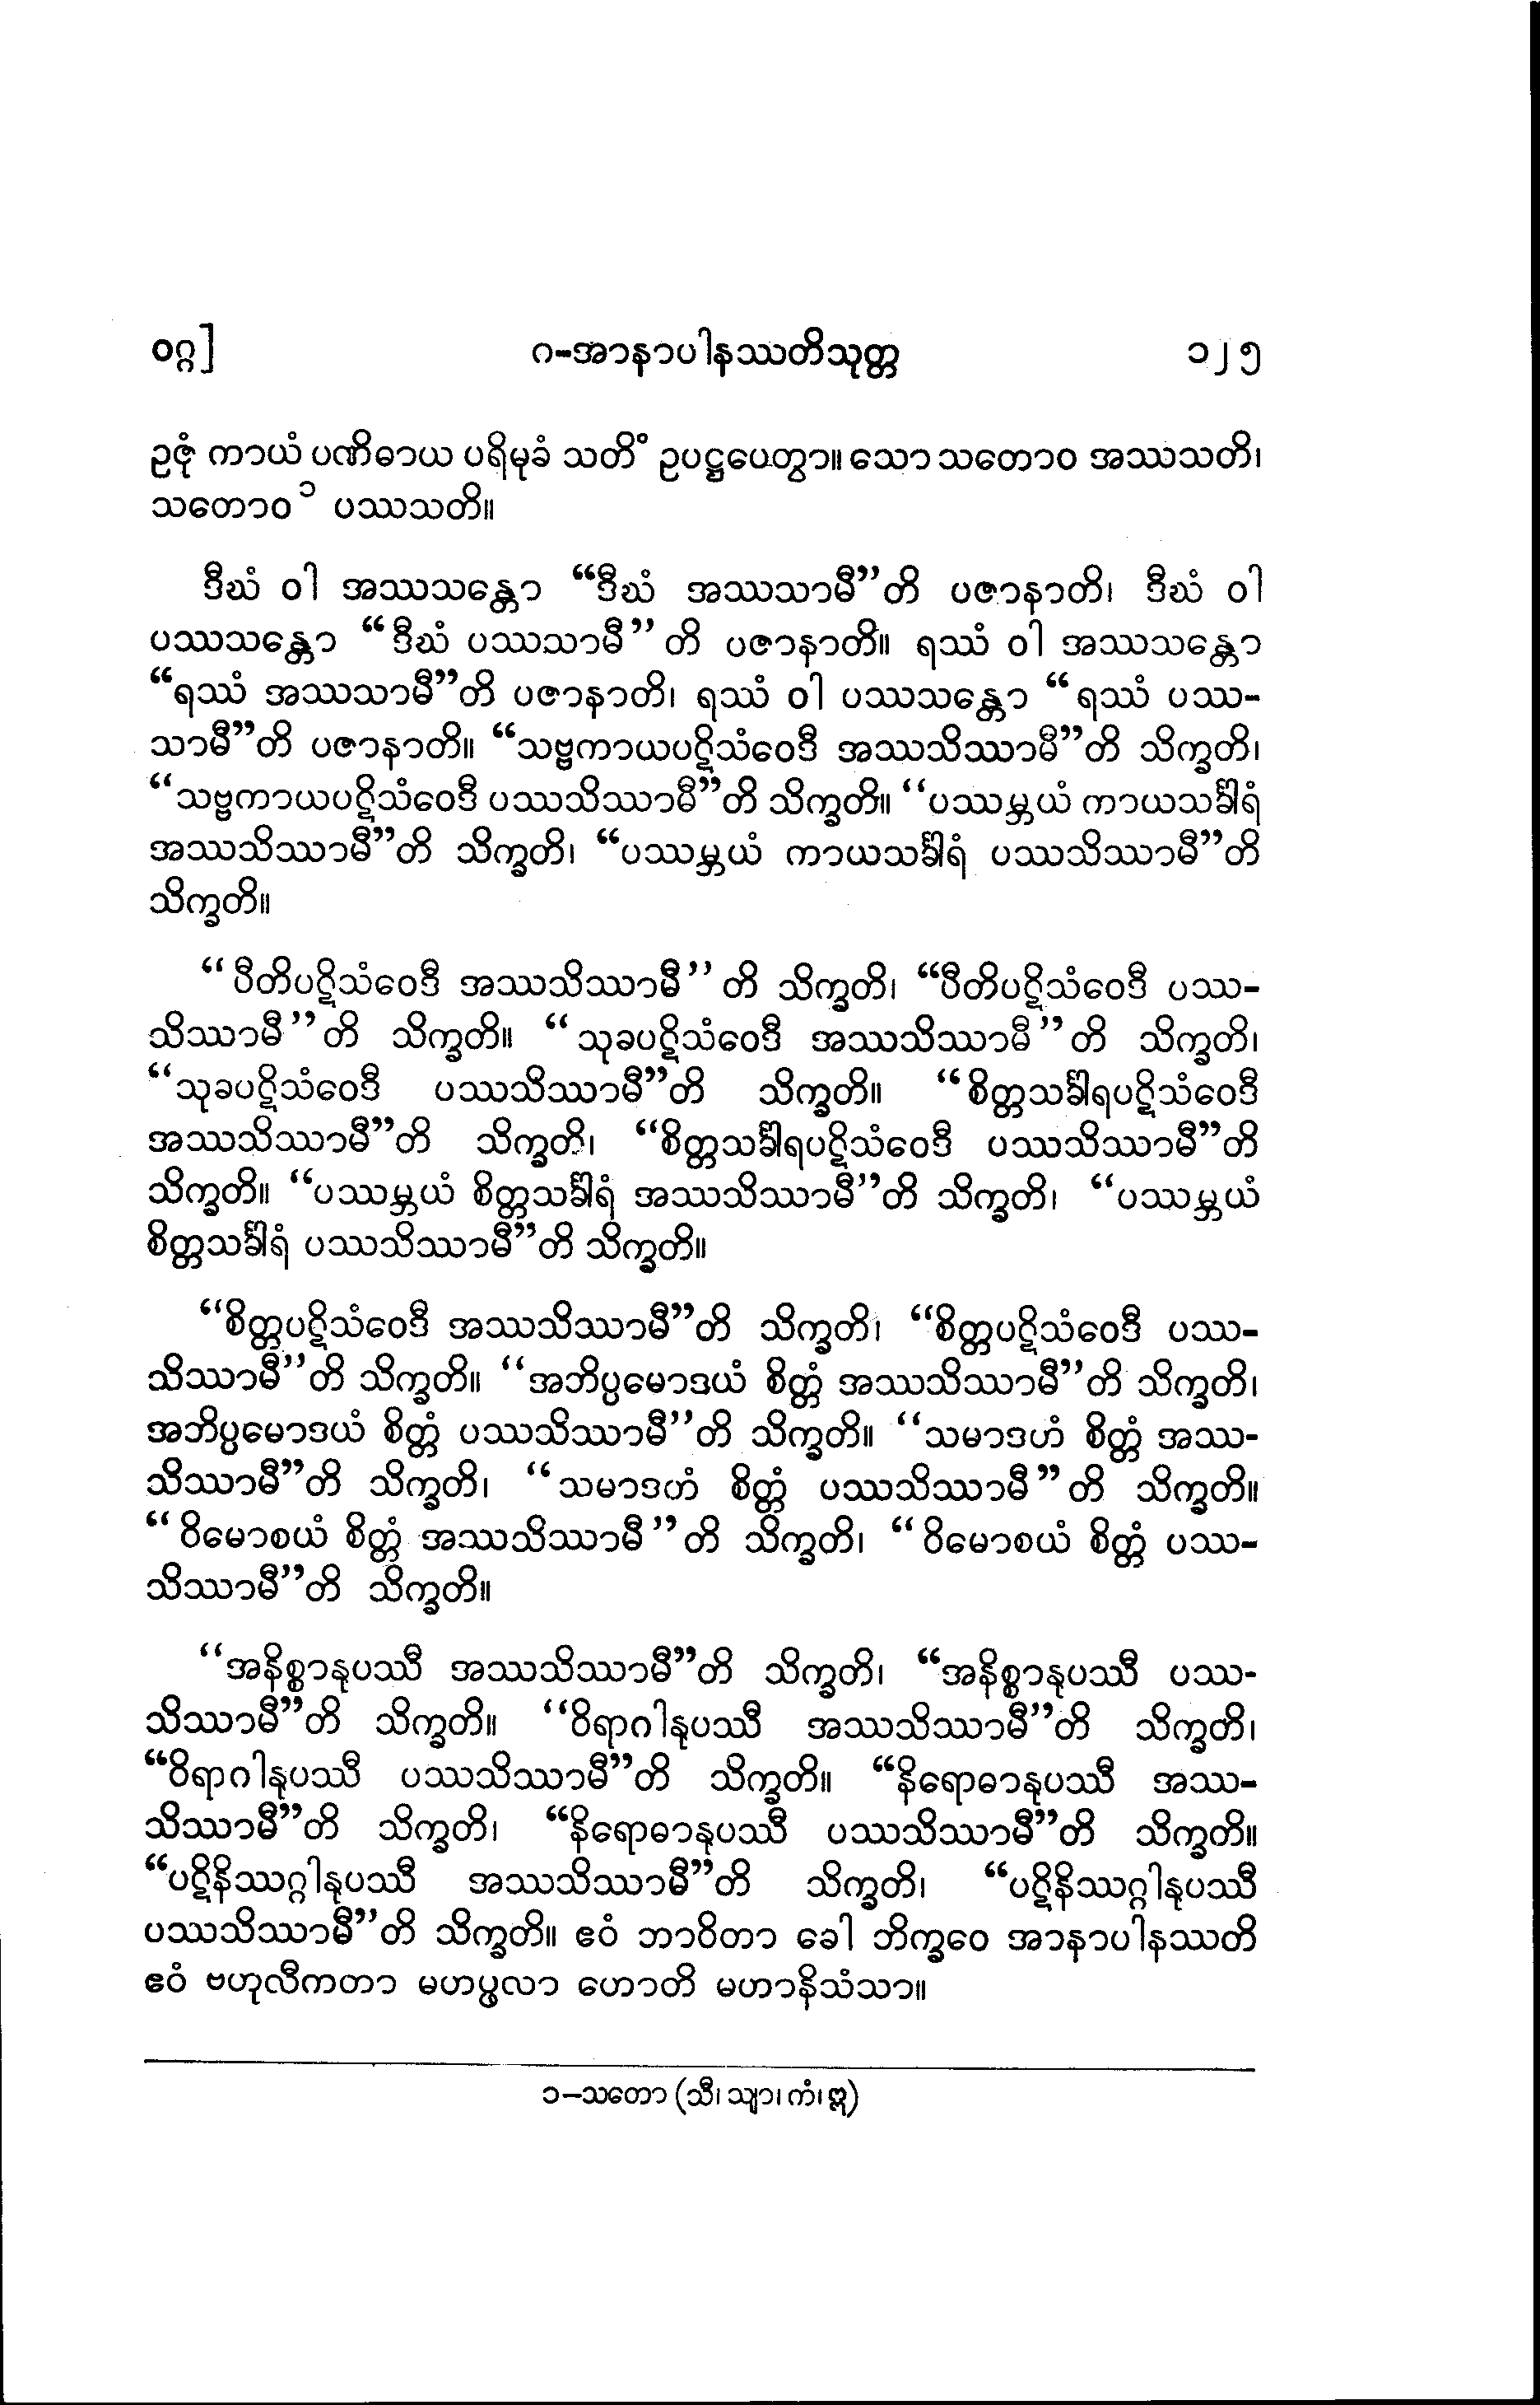 ဝဂ္ဂ]
ဂ-အာနာပါနဿတိသုတ္တ
၁၂၅
ဥဇုံ ကာယံ ပဏိဓာယ ပရိမုခံ သတိံ ဥပဋ္ဌပေတွာ။ သော သတောဝ အဿသတိ၊
သတောဝ ၁ ပဿသတိ။
ဒီဃံ ဝါ အဿသန္တော “ဒီဃံ အဿသာမီ”တိ ပဇာနာတိ၊ ဒီဃံ ဝါ
ပဿသန္တော “ဒီဃံ ပဿသာမီ”တိ ပဇာနာတိ။ ရဿံ ဝါ အဿသန္တော
“ရဿံ အဿသာမီ”တိ ပဇာနာတိ၊ ရဿံ ဝါ ပဿသန္တော “ရဿံ ပဿ-
သာမီ”တိ ပဇာနာတိ။ “သဗ္ဗကာယပဋိသံဝေဒီ အဿသိဿာမီ”တိ သိက္ခတိ၊
“သဗ္ဗကာယပဋိသံဝေဒီ ပဿသိဿာမီ”တိ သိက္ခတိ။ “ပဿမ္ဘယံ ကာယသင်္ခါရံ
အဿသိဿာမီ”တိ သိက္ခတိ၊ “ပဿမ္ဘယံ ကာယသင်္ခါရံ ပဿသိဿာမီ”တိ
သိက္ခတိ။
“ပီတိပဋိသံဝေဒီ အဿသိဿာမီ”တိ သိက္ခတိ၊ “ပီတိပဋိသံဝေဒီ ပဿ-
သိဿာမီ”တိ သိက္ခတိ။ “သုခပဋိသံဝေဒီ အဿသိဿာမီ”တိ သိက္ခတိ၊
“သုခပဋိသံဝေဒီ ပဿသိဿာမီ”တိ သိက္ခတိ။ “စိတ္တသင်္ခါရပဋိသံဝေဒီ
အဿသိဿာမီ”တိ သိက္ခတိ၊ “စိတ္တသင်္ခါရပဋိသံဝေဒီ ပဿသိဿာမီ”တိ
သိက္ခတိ။ “ပဿမ္ဘယံ စိတ္တသင်္ခါရံ အဿသိဿာမီ”တိ သိက္ခတိ၊ “ပဿမ္ဘယံ
စိတ္တသင်္ခါရံ ပဿသိဿာမီ”တိ သိက္ခတိ။
“စိတ္တပဋိသံဝေဒီ အဿသိဿာမီ”တိ သိက္ခတိ၊ “စိတ္တပဋိသံဝေဒီ ပဿ-
သိဿာမီ”တိ သိက္ခတိ။ “အဘိပ္ပမောဒယံ စိတ္တံ အဿသိဿာမီ”တိ သိက္ခတိ၊
အဘိပ္ပမောဒယံ စိတ္တံ ပဿသိဿာမီ”တိ သိက္ခတိ။ “သမာဒဟံ စိတ္တံ အဿ-
သိဿာမီ”တိ သိက္ခတိ၊ “သမာဒဟံ စိတ္တံ ပဿသိဿာမီ”တိ သိက္ခတိ။
“ဝိမောစယံ စိတ္တံ အဿသိဿာမီ”တိ သိက္ခတိ၊ “ဝိမောစယံ စိတ္တံ ပဿ-
သိဿာမီ”တိ သိက္ခတိ။
“အနိစ္စာနုပဿီ အဿသိဿာမီ”တိ သိက္ခတိ၊ “အနိစ္စာနုပဿီ ပဿ-
သိဿာမီ”တိ သိက္ခတိ။ “ဝိရာဂါနုပဿီ အဿသိဿာမီ”တိ သိက္ခတိ၊
“ဝိရာဂါနုပဿီ ပဿသိဿာမီ”တိ သိက္ခတိ။ “နိရောဓာနုပဿီ အဿ-
သိဿာမီ”တိ သိက္ခတိ၊ “နိရောဓာနုပဿီ ပဿသိဿာမီ”တိ သိက္ခတိ။
“ပဋိနိဿဂ္ဂါနုပဿီ အဿသိဿာမီ”တိ သိက္ခတိ၊ “ပဋိနိဿဂ္ဂါနုပဿီ
ပဿသိဿာမီ”တိ သိက္ခတိ။ ဧဝံ ဘာဝိတာ ခေါ ဘိက္ခဝေ အာနာပါနဿတိ
ဧဝံ ဗဟုလီကတာ မဟပ္ဖလာ ဟောတိ မဟာနိသံသာ။
၁–သတော (သီ၊ သျာ၊ ကံ၊ ဣ)